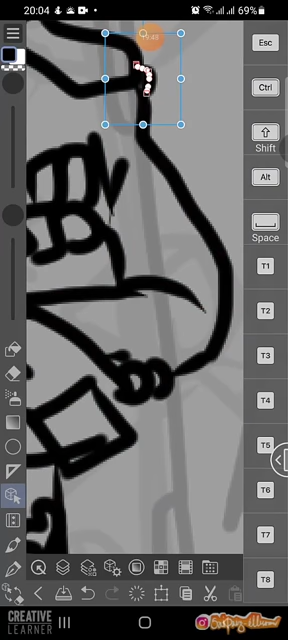 20:04
69%
Esc
Ctrl
Shift
Alt
Space
T1
T2
T3
T4
T5
T6
T7
T8
CREATIVE
LEARNER